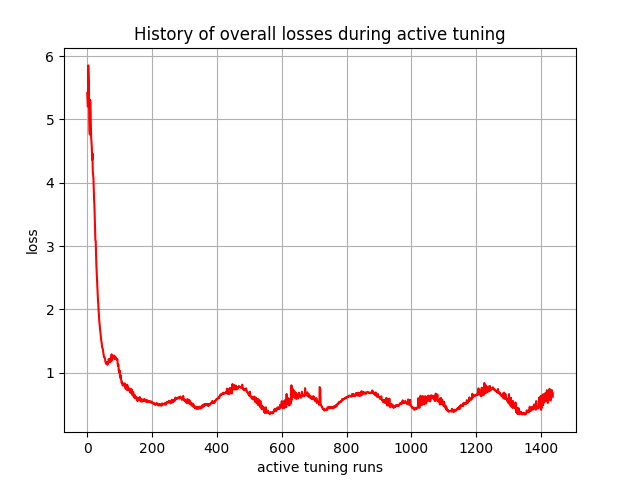 History of overall losses during active tuning
6
5
4
3
2
1
loss
0 200 400 600 800 1000 1200 1400
active tuning runs